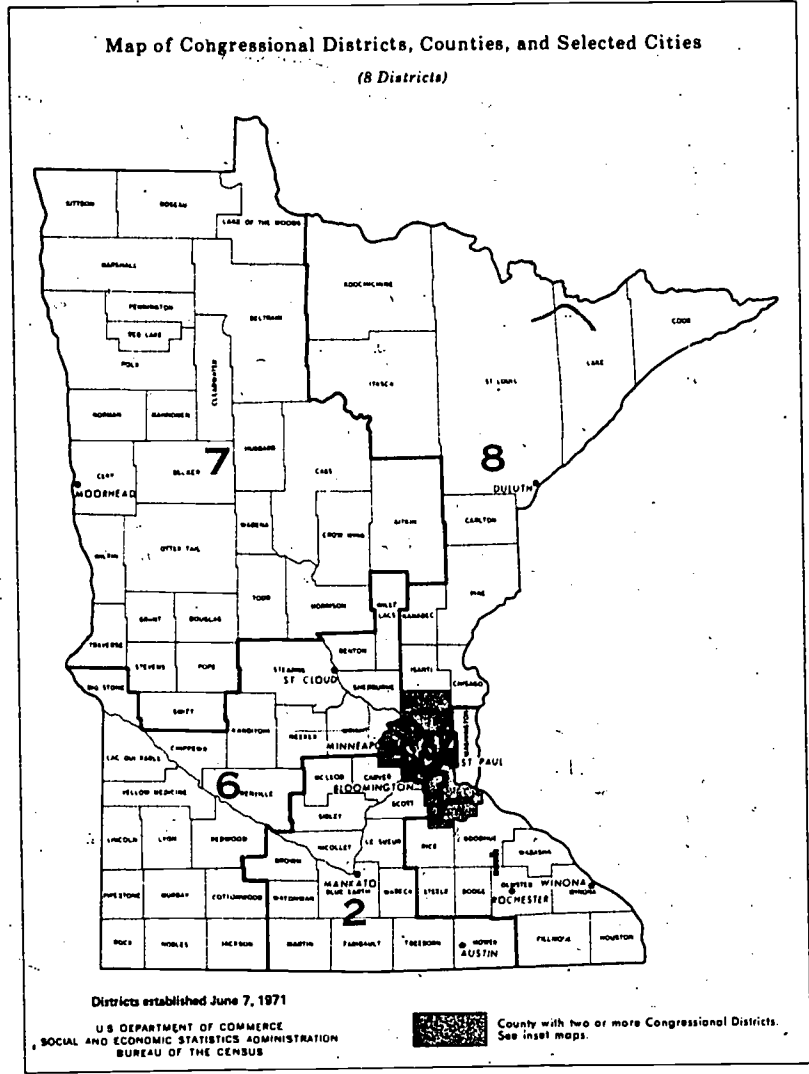 Map of Congressional Districts, Counties, and Selected Cities
(8 Districts)
KITTSON
ROSEAU
LAKE OF THE WOODS
MARSHALL
KOOCHICHING
PENNINGTON
BELTRAMI
RED LAKE
COOK
POLK
CLEARWATER
ITASCA
ST LOUIS
LAKE
NORMAN
MAHNOMEN
HUBBARD
7
8
CLAY
BECKER
CASS
MOORHEAD
DULUTH
WADENA
AITKIN
CARLTON
CROW WING
WILKIN
OTTER TAIL
PINE
TODD
MORRISON
MILLE
LACS
KANABEC
GRANT
DOUGLAS
TRAVERSE
BENTON
STEVENS
POPE
STEARNS
ISANTI
ST CLOUD
SHERBURNE
CHISAGO
BIG STONE
SWIFT
KANDIYOHI
MEEKER
WRIGHT
WASHINGTON
MINNEAP
LAC QUI PARLE
CHIPPEWA
ST PAUL
6
MCLEOD
CARVER
YELLOW MEDICINE
RENVILLE
BLOOMINGTON
SCOTT
SIBLEY
LINCOLN
LYON
REDWOOD
NICOLLET
LE SUEUR
RICE
GOODHUE
WABASHA
BROWN
MANKATO
PIPESTONE
MURRAY
COTTONWOOD
WATONWAN
BLUE EARTH
WASECA
STEELE
DODGE
OLMSTED
WINONA
WINONA
ROCHESTER
2
ROCK
NOBLES
JACKSON
MARTIN
FARIBAULT
FREEBORN
MOWER
AUSTIN
FILLMORE
HOUSTON
Districts established June 7, 1971
U S DEPARTMENT OF COMMERCE
SOCIAL AND ECONOMIC STATISTICS ADMINISTRATION
BUREAU OF THE CENSUS
County with two or more Congressional Districts.
See inset maps.